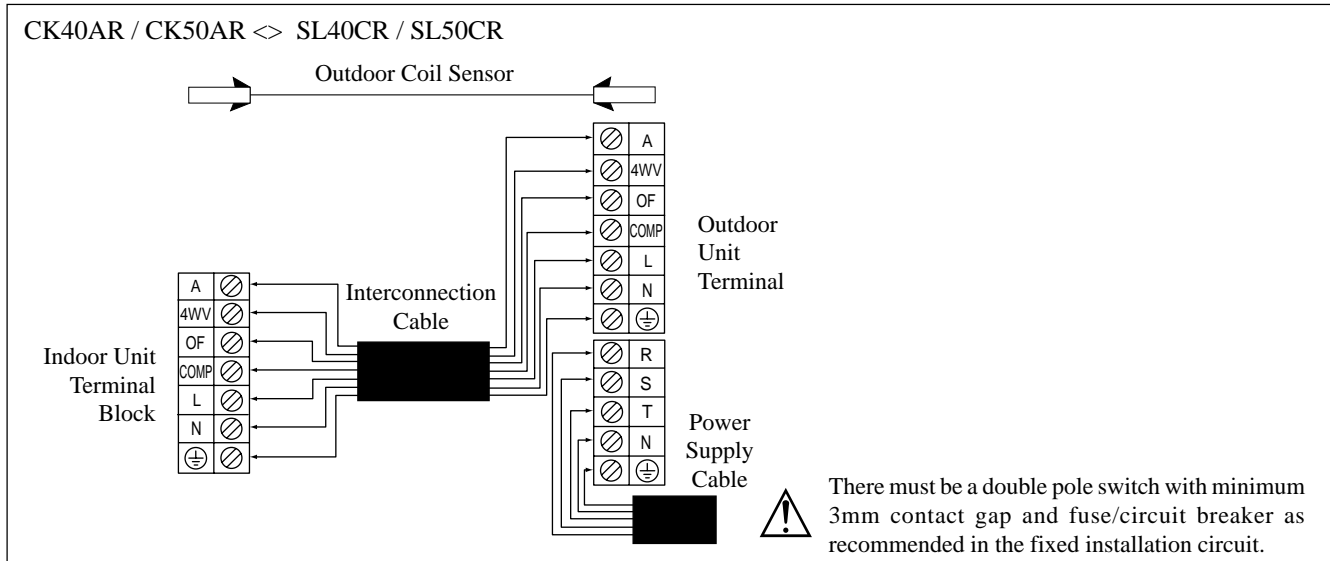 CK40AR / CK50AR <> SL40CR / SL50CR
Outdoor Coil Sensor
A
4WV
OF
COMP
L
N
Outdoor
Unit
Terminal
Interconnection
Cable
Indoor Unit
Terminal
Block
A
4WV
OF
COMP
L
N
R
S
T
N
Power
Supply
Cable
There must be a double pole switch with minimum
3mm contact gap and fuse/circuit breaker as
recommended in the fixed installation circuit.